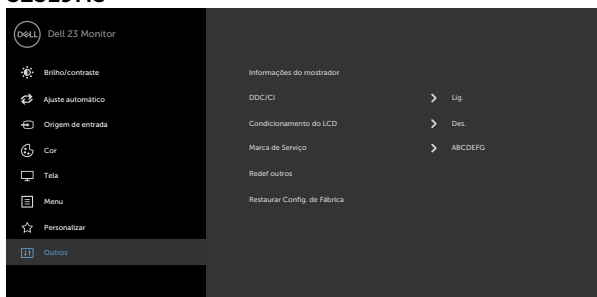 DELL
Dell 23 Monitor
Brilho/contraste
Ajuste automático
Origem de entrada
Cor
Tela
Menu
Personalizar
Outros
Informações do mostrador
DDC/CI Lig.
Condicionamento do LCD Des.
Marca de Serviço ABCDEFG
Redef outros
Restaurar Config. de Fábrica